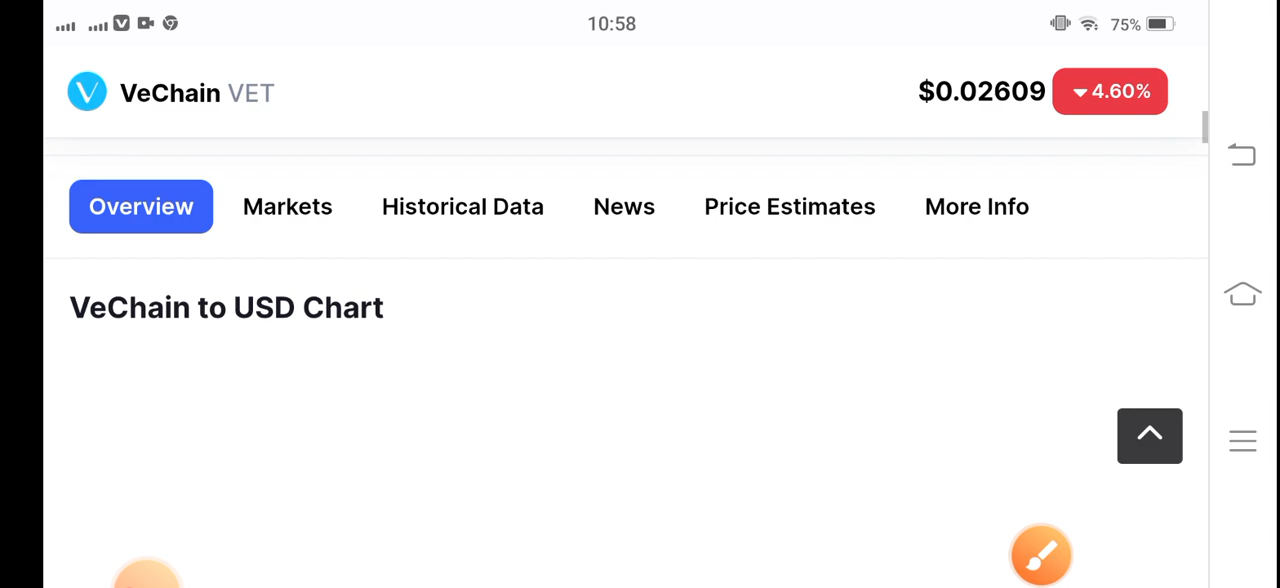 10:58
75%
VeChain VET
$0.02609 4.60%
Overview Markets Historical Data News Price Estimates More Info
VeChain to USD Chart